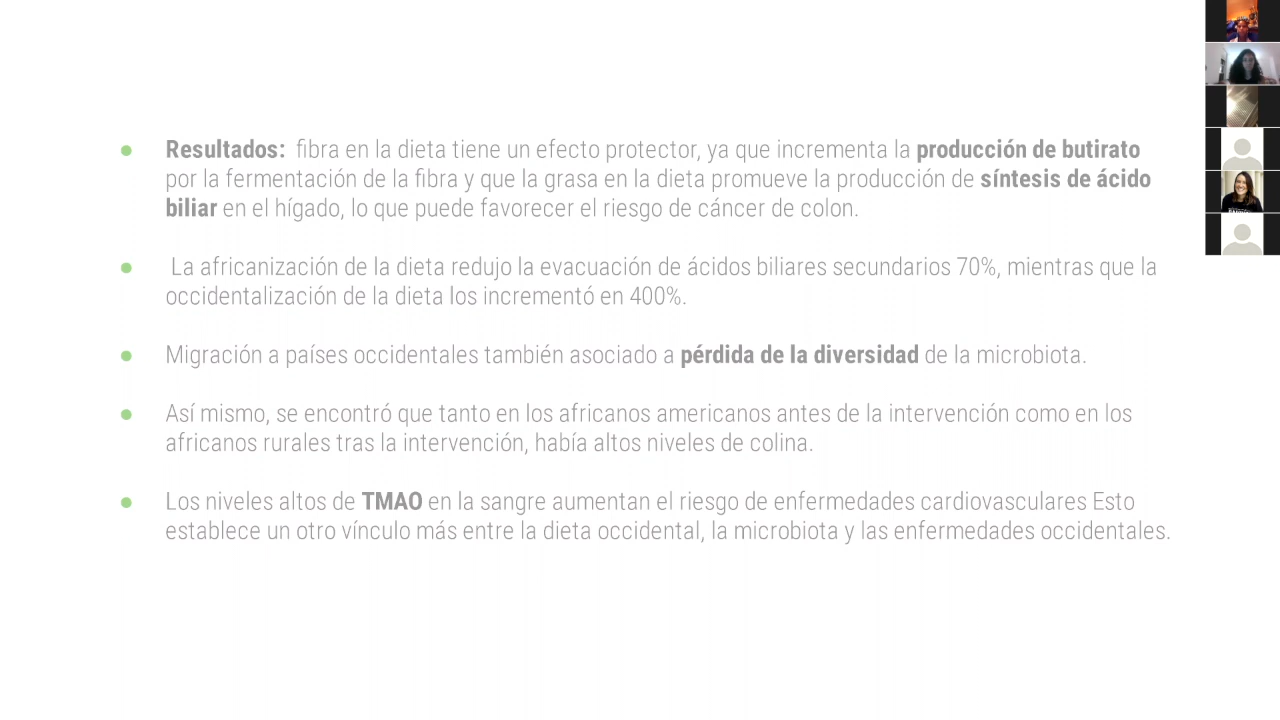 Resultados: fibra en la dieta tiene un efecto protector, ya que incrementa la producción de butirato
por la fermentación de la fibra y que la grasa en la dieta promueve la producción de síntesis de ácido
biliar en el hígado, lo que puede favorecer el riesgo de cáncer de colon.
La africanización de la dieta redujo la evacuación de ácidos biliares secundarios 70%, mientras que la
occidentalización de la dieta los incrementó en 400%.
Migración a países occidentales también asociado a pérdida de la diversidad de la microbiota.
Así mismo, se encontró que tanto en los africanos americanos antes de la intervención como en los
africanos rurales tras la intervención, había altos niveles de colina.
Los niveles altos de TMAO en la sangre aumentan el riesgo de enfermedades cardiovasculares Esto
establece un otro vínculo más entre la dieta occidental, la microbiota y las enfermedades occidentales.